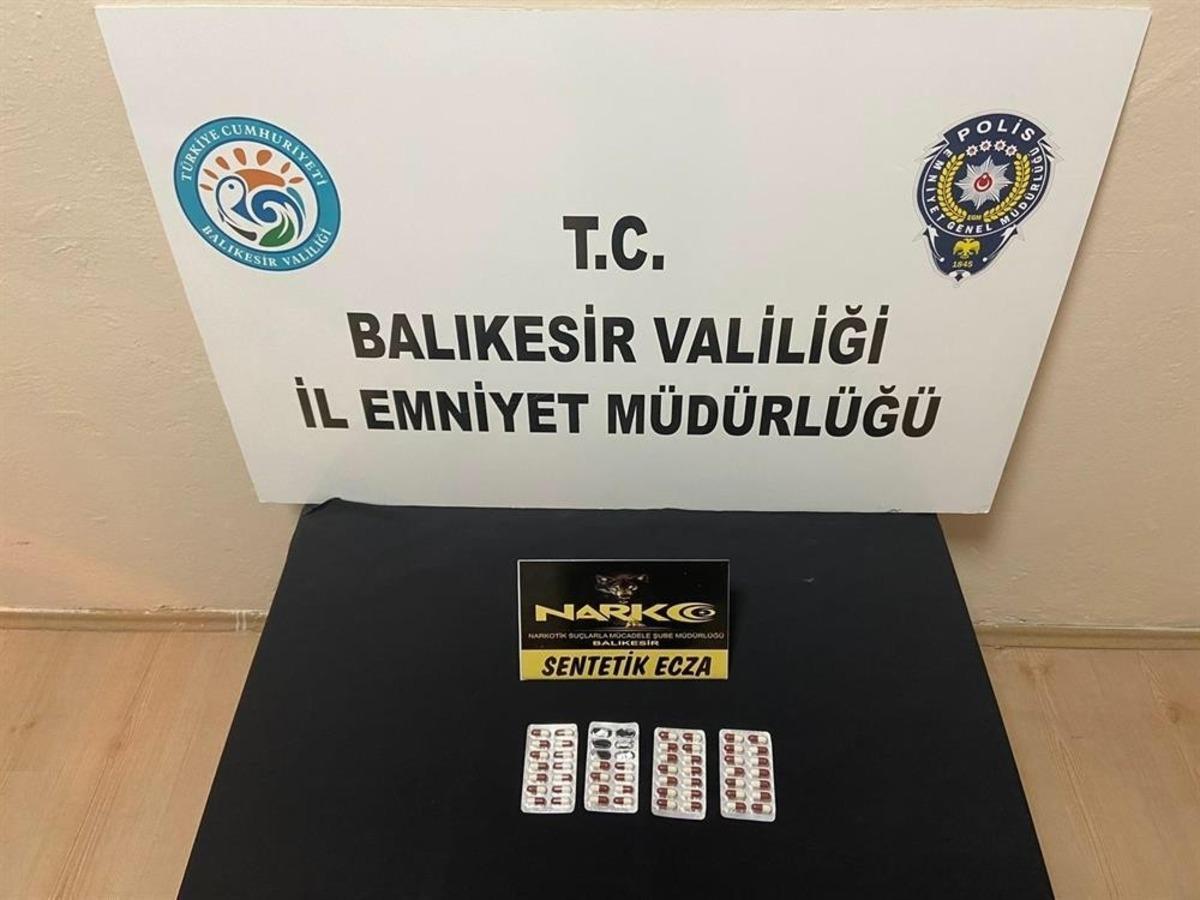 TÜRKİYE CUMHURİYETİ
BALIKESİR VALİLİĞİ
POLİS
EMNİYET GENEL MÜDÜRLÜĞÜ
EGM
1845
T.C.
BALIKESİR VALİLİĞİ
İL EMNİYET MÜDÜRLÜĞÜ
NARKO
NARKOTİK SUÇLARLA MÜCADELE ŞUBE MÜDÜRLÜĞÜ
BALIKESİR
SENTETİK ECZA